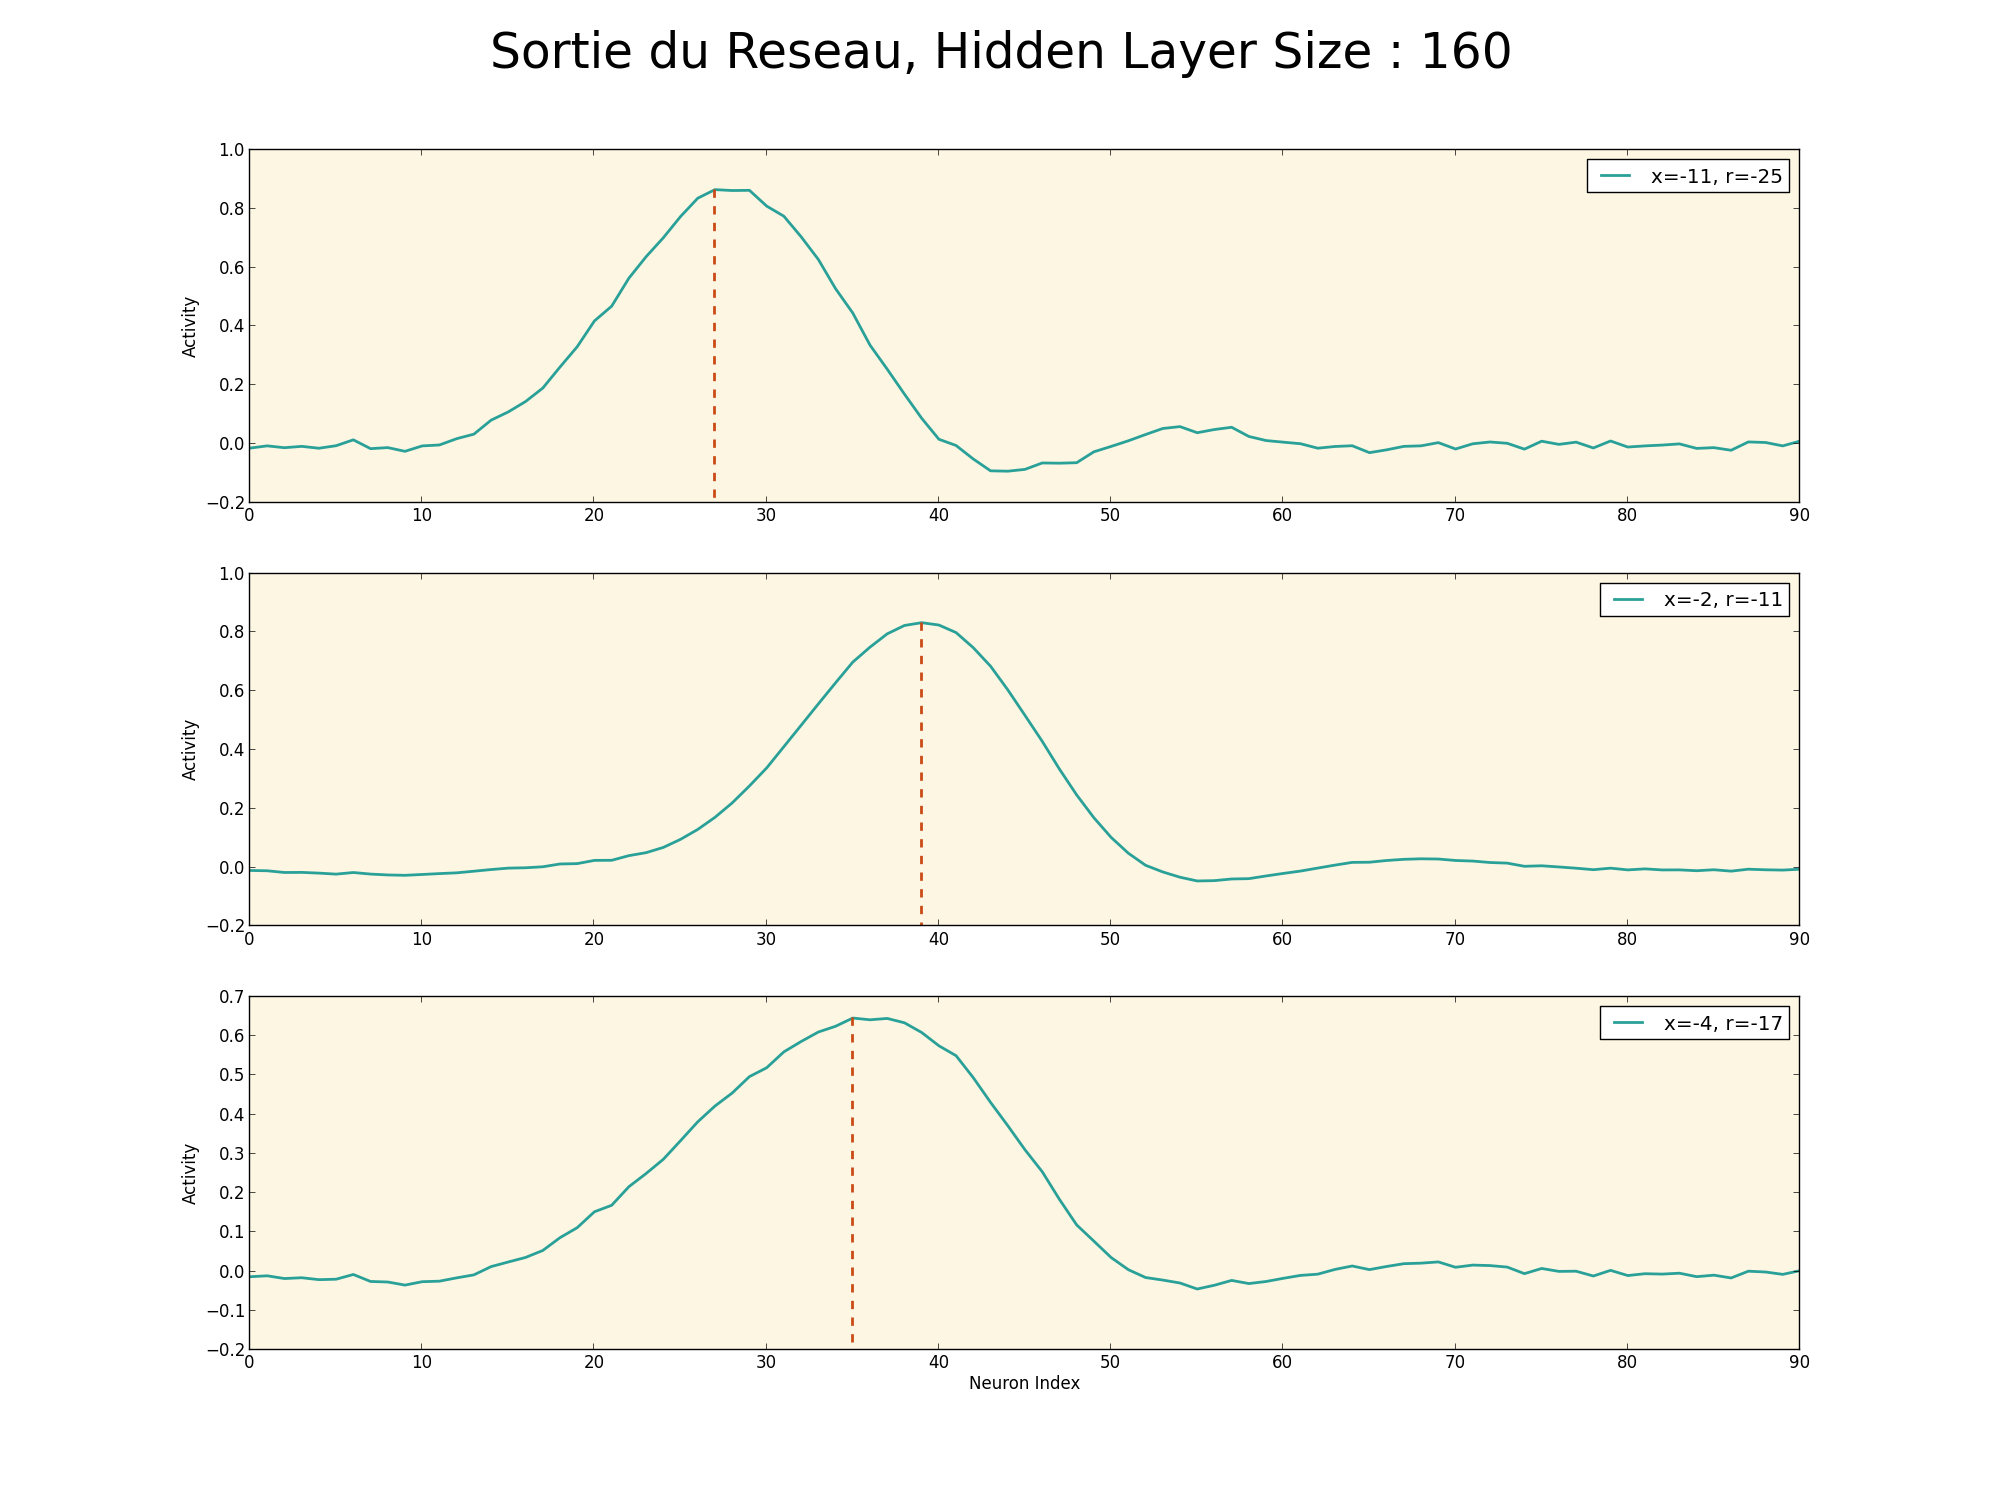 Sortie du Reseau, Hidden Layer Size : 160
1.0
0.8
0.6
0.4
0.2
0.0
−0.2
Activity
x=-11, r=-25
0 10 20 30 40 50 60 70 80 90
1.0
0.8
0.6
0.4
0.2
0.0
−0.2
Activity
x=-2, r=-11
0 10 20 30 40 50 60 70 80 90
0.7
0.6
0.5
0.4
0.3
0.2
0.1
0.0
−0.1
−0.2
Activity
x=-4, r=-17
0 10 20 30 40 50 60 70 80 90
Neuron Index